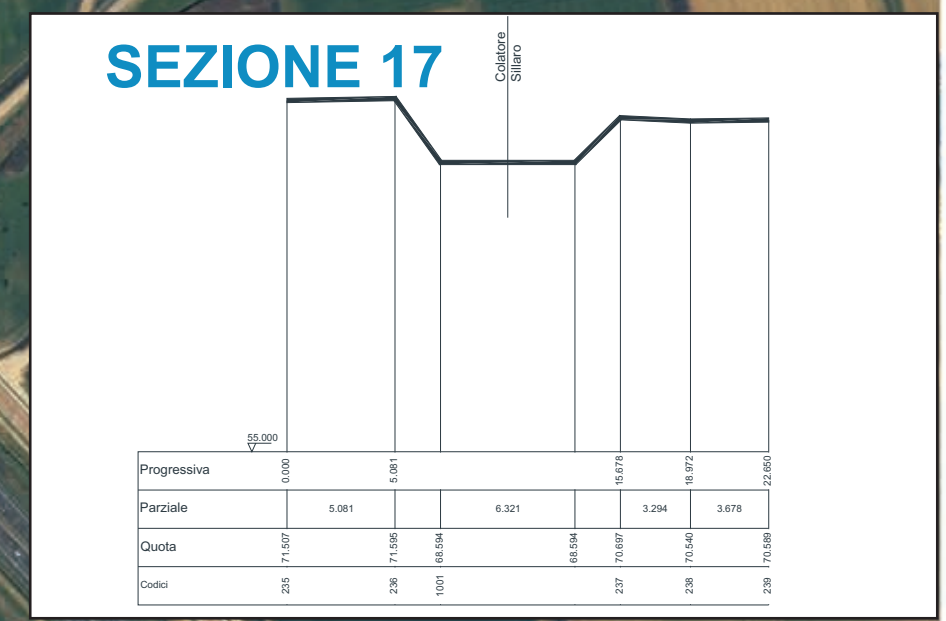 SEZIONE 17
Colatore
Sillaro
55.000
Progressiva 0.000 5.081 15.678 18.972 22.650
Parziale 5.081 6.321 3.294 3.678
Quota 71.507 71.595 68.594 68.594 70.697 70.540 70.589
Codici 235 236 1001 237 238 239